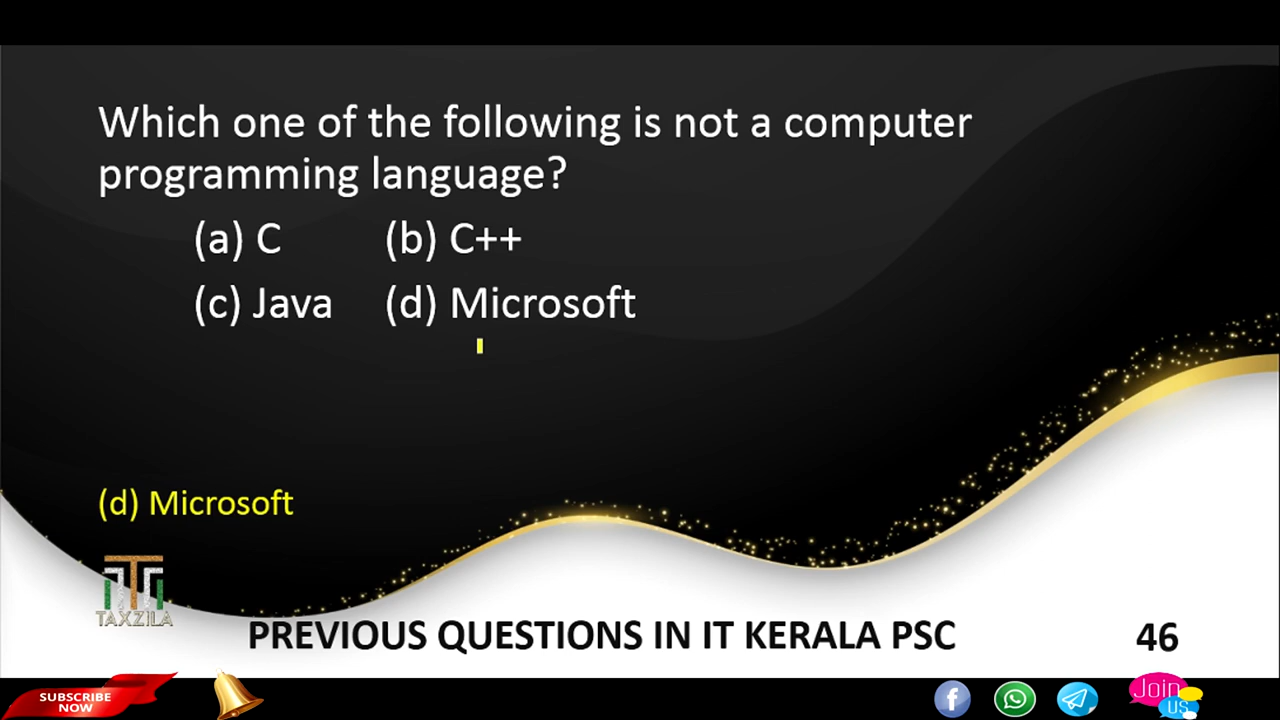 Which one of the following is not a computer
programming language?
(a) C (b) C++
(c) Java (d) Microsoft
(d) Microsoft
TAXZILA
PREVIOUS QUESTIONS IN IT KERALA PSC 46
SUBSCRIBE
NOW
f
Join
us